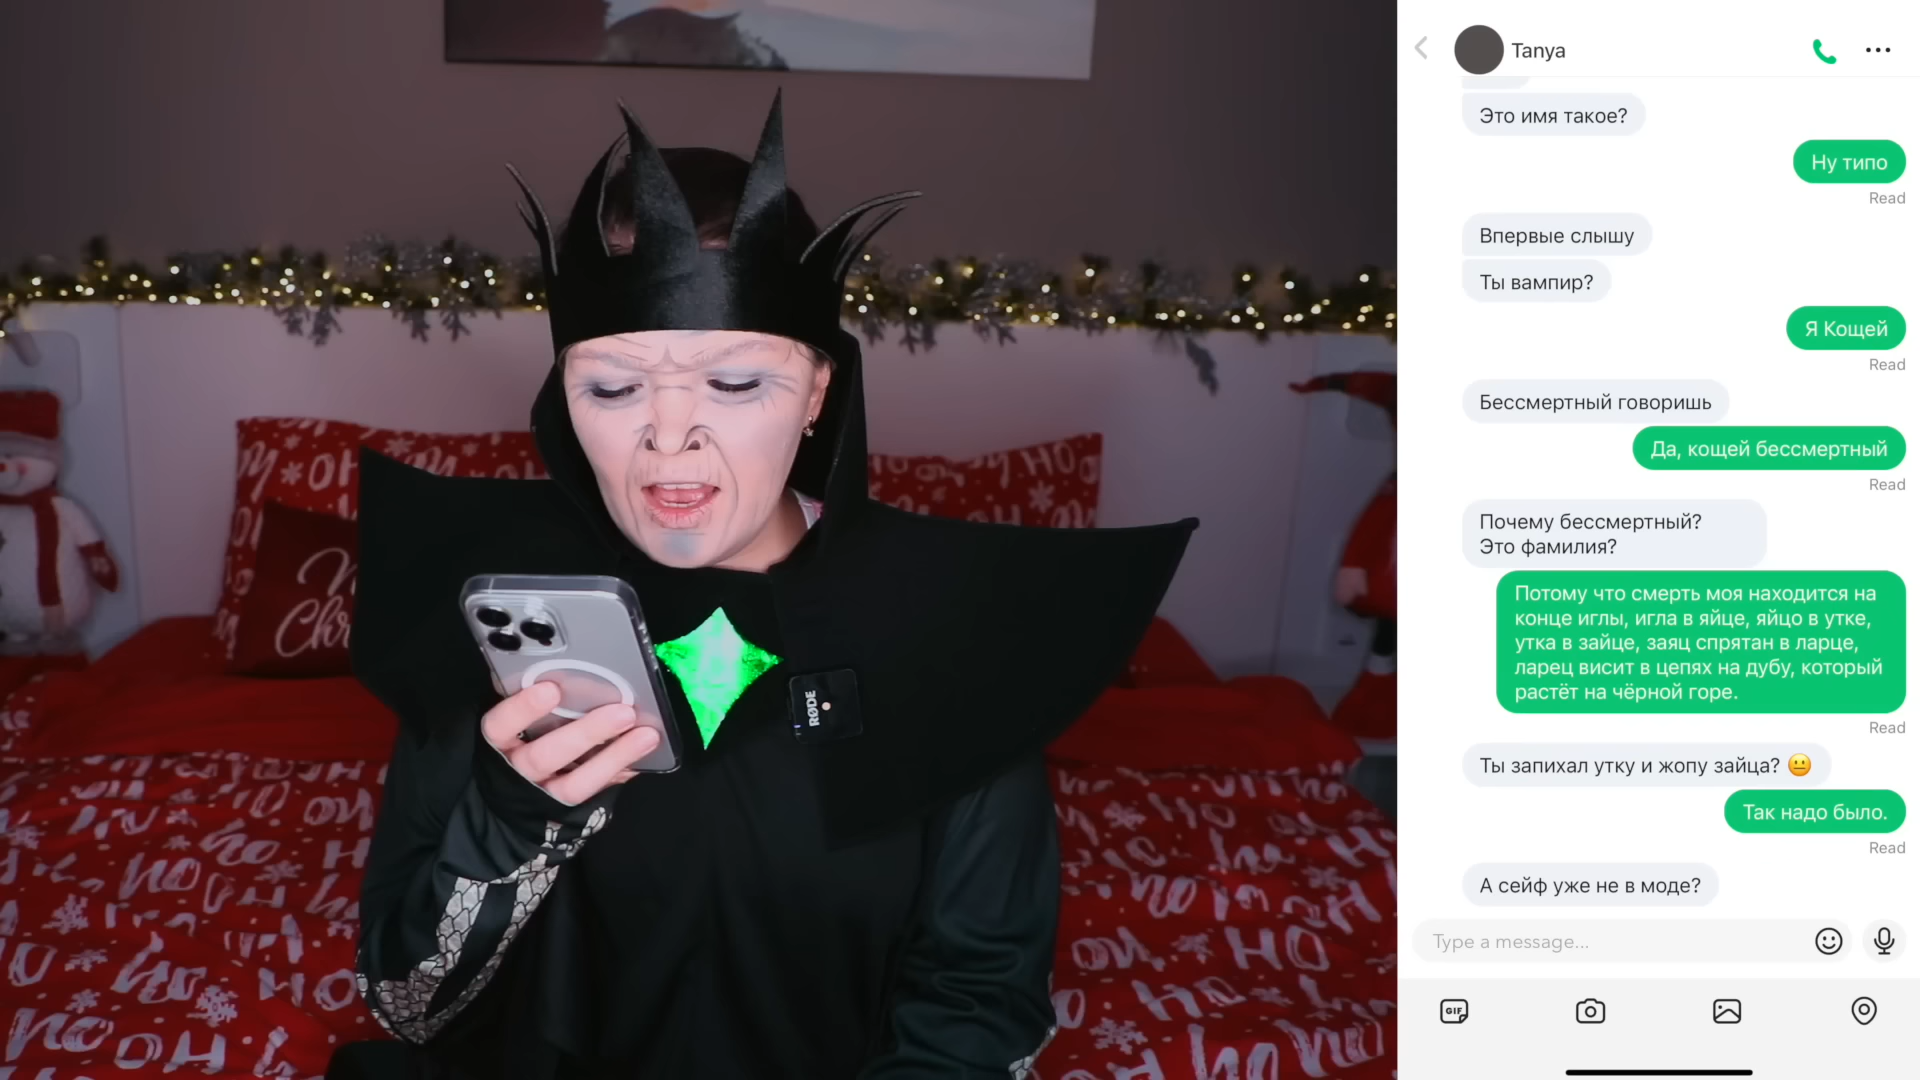 Tanya
Это имя такое?
Ну типо
Read
Впервые слышу
Ты вампир?
Я Кощей
Read
Бессмертный говоришь
Да, кощей бессмертный
Read
Почему бессмертный?
Это фамилия?
Потому что смерть моя находится на
конце иглы, игла в яйце, яйцо в утке,
утка в зайце, заяц спрятан в ларце,
ларец висит в цепях на дубу, который
растёт на чёрной горе.
Read
Ты запихал утку и жопу зайца? 😐
Так надо было.
Read
А сейф уже не в моде?
Type a message...
GIF
RØDE